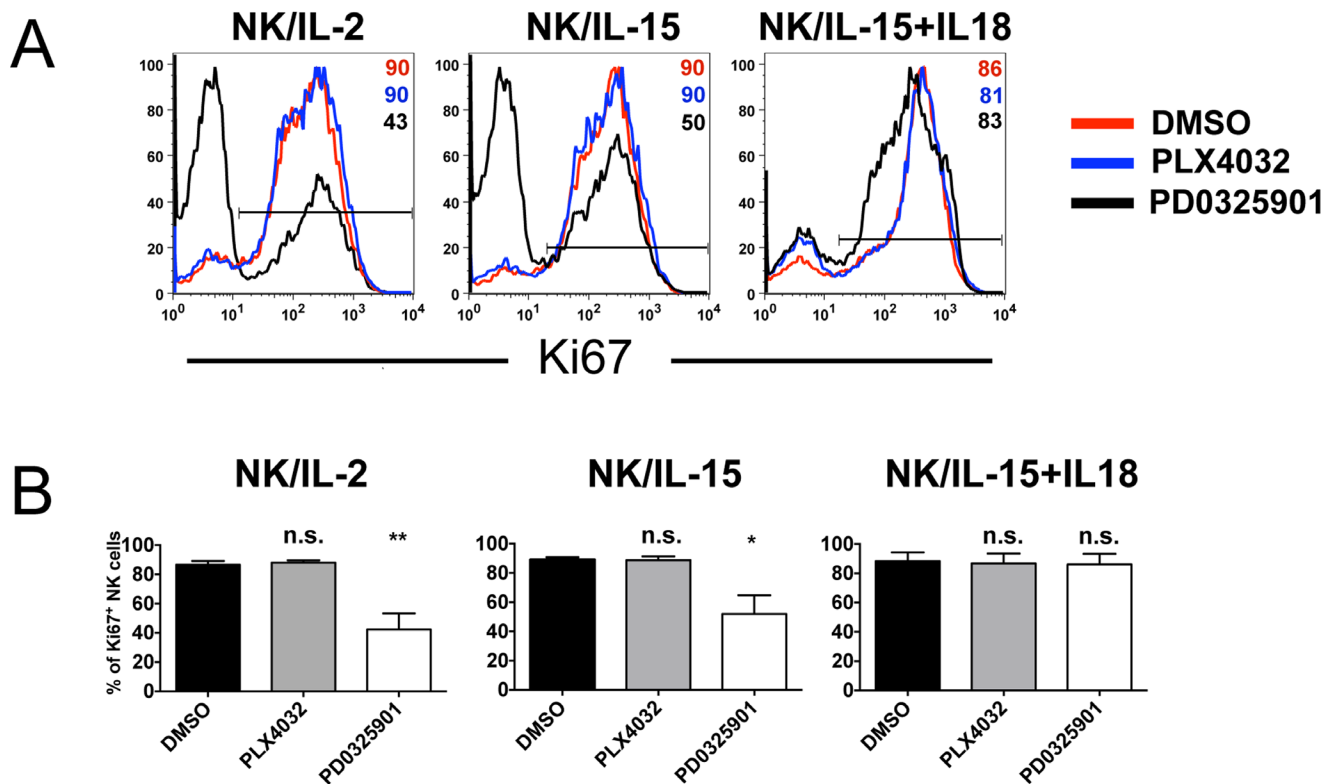 A
NK/IL-2
NK/IL-15
NK/IL-15+IL18
100
80
60
40
20
0
90
90
43
10^0
10^1
10^2
10^3
10^4
100
80
60
40
20
0
90
90
50
10^0
10^1
10^2
10^3
10^4
100
80
60
40
20
0
86
81
83
10^0
10^1
10^2
10^3
10^4
DMSO
PLX4032
PD0325901
Ki67
B
NK/IL-2
NK/IL-15
NK/IL-15+IL18
% of Ki67+ NK cells
100
80
60
40
20
0
n.s.
**
DMSO
PLX4032
PD0325901
100
80
60
40
20
0
n.s.
*
DMSO
PLX4032
PD0325901
100
80
60
40
20
0
n.s.
n.s.
DMSO
PLX4032
PD0325901